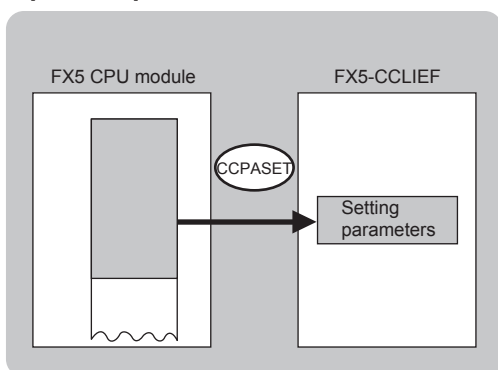 FX5 CPU module
FX5-CCLIEF
CCPASET
Setting
parameters